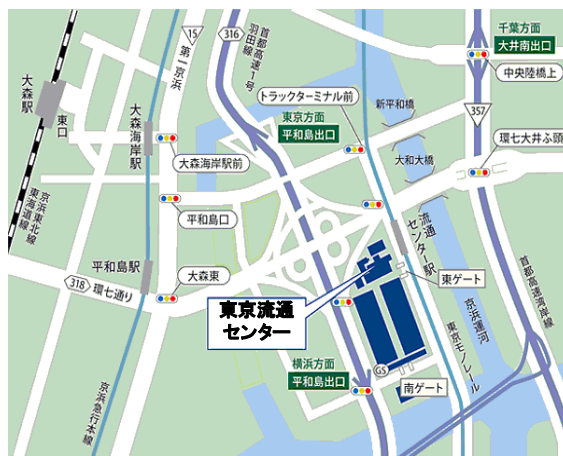 大森駅
東口
京浜東北線
東海道線
15
第一京浜
大森海岸駅
大森海岸駅前
平和島口
平和島駅
大森東
318
環七通り
京浜急行本線
316
首都高速1号
羽田線
トラックターミナル前
東京方面
平和島出口
新平和橋
大和大橋
千葉方面
大井南出口
中央陸橋上
357
環七大井ふ頭
流通
センター駅
東ゲート
東京流通
センター
横浜方面
平和島出口
GS
南ゲート
東京モノレール
京浜運河
首都高速湾岸線